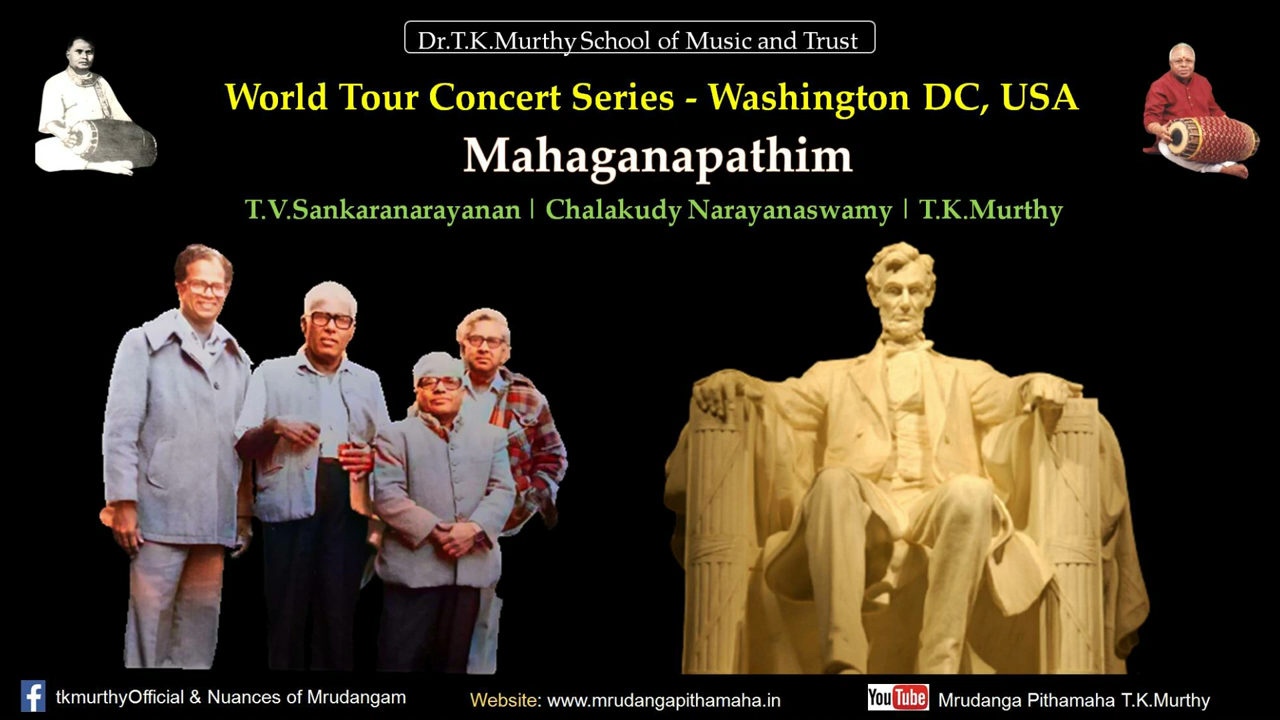 Dr.T.K.Murthy School of Music and Trust
World Tour Concert Series - Washington DC, USA
Mahaganapathim
T.V.Sankaranarayanan | Chalakudy Narayanaswamy | T.K.Murthy
f tkmurthyOfficial & Nuances of Mrudangam
Website: www.mrudangapithamaha.in
YouTube Mrudanga Pithamaha T.K.Murthy